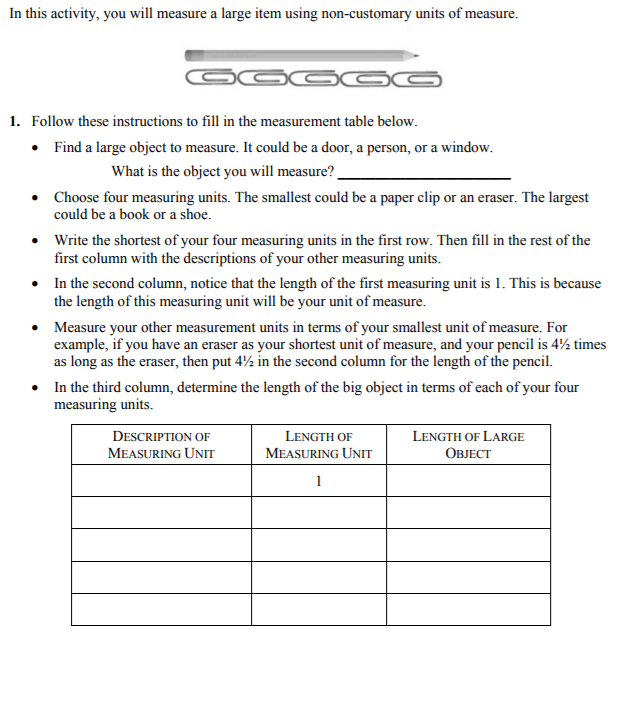 In this activity, you will measure a large item using non-customary units of measure.
1. Follow these instructions to fill in the measurement table below.
• Find a large object to measure. It could be a door, a person, or a window.
What is the object you will measure? ____________________
• Choose four measuring units. The smallest could be a paper clip or an eraser. The largest
could be a book or a shoe.
• Write the shortest of your four measuring units in the first row. Then fill in the rest of the
first column with the descriptions of your other measuring units.
• In the second column, notice that the length of the first measuring unit is 1. This is because
the length of this measuring unit will be your unit of measure.
• Measure your other measurement units in terms of your smallest unit of measure. For
example, if you have an eraser as your shortest unit of measure, and your pencil is 4½ times
as long as the eraser, then put 4½ in the second column for the length of the pencil.
• In the third column, determine the length of the big object in terms of each of your four
measuring units.
DESCRIPTION OF
MEASURING UNIT
LENGTH OF
MEASURING UNIT
LENGTH OF LARGE
OBJECT
1